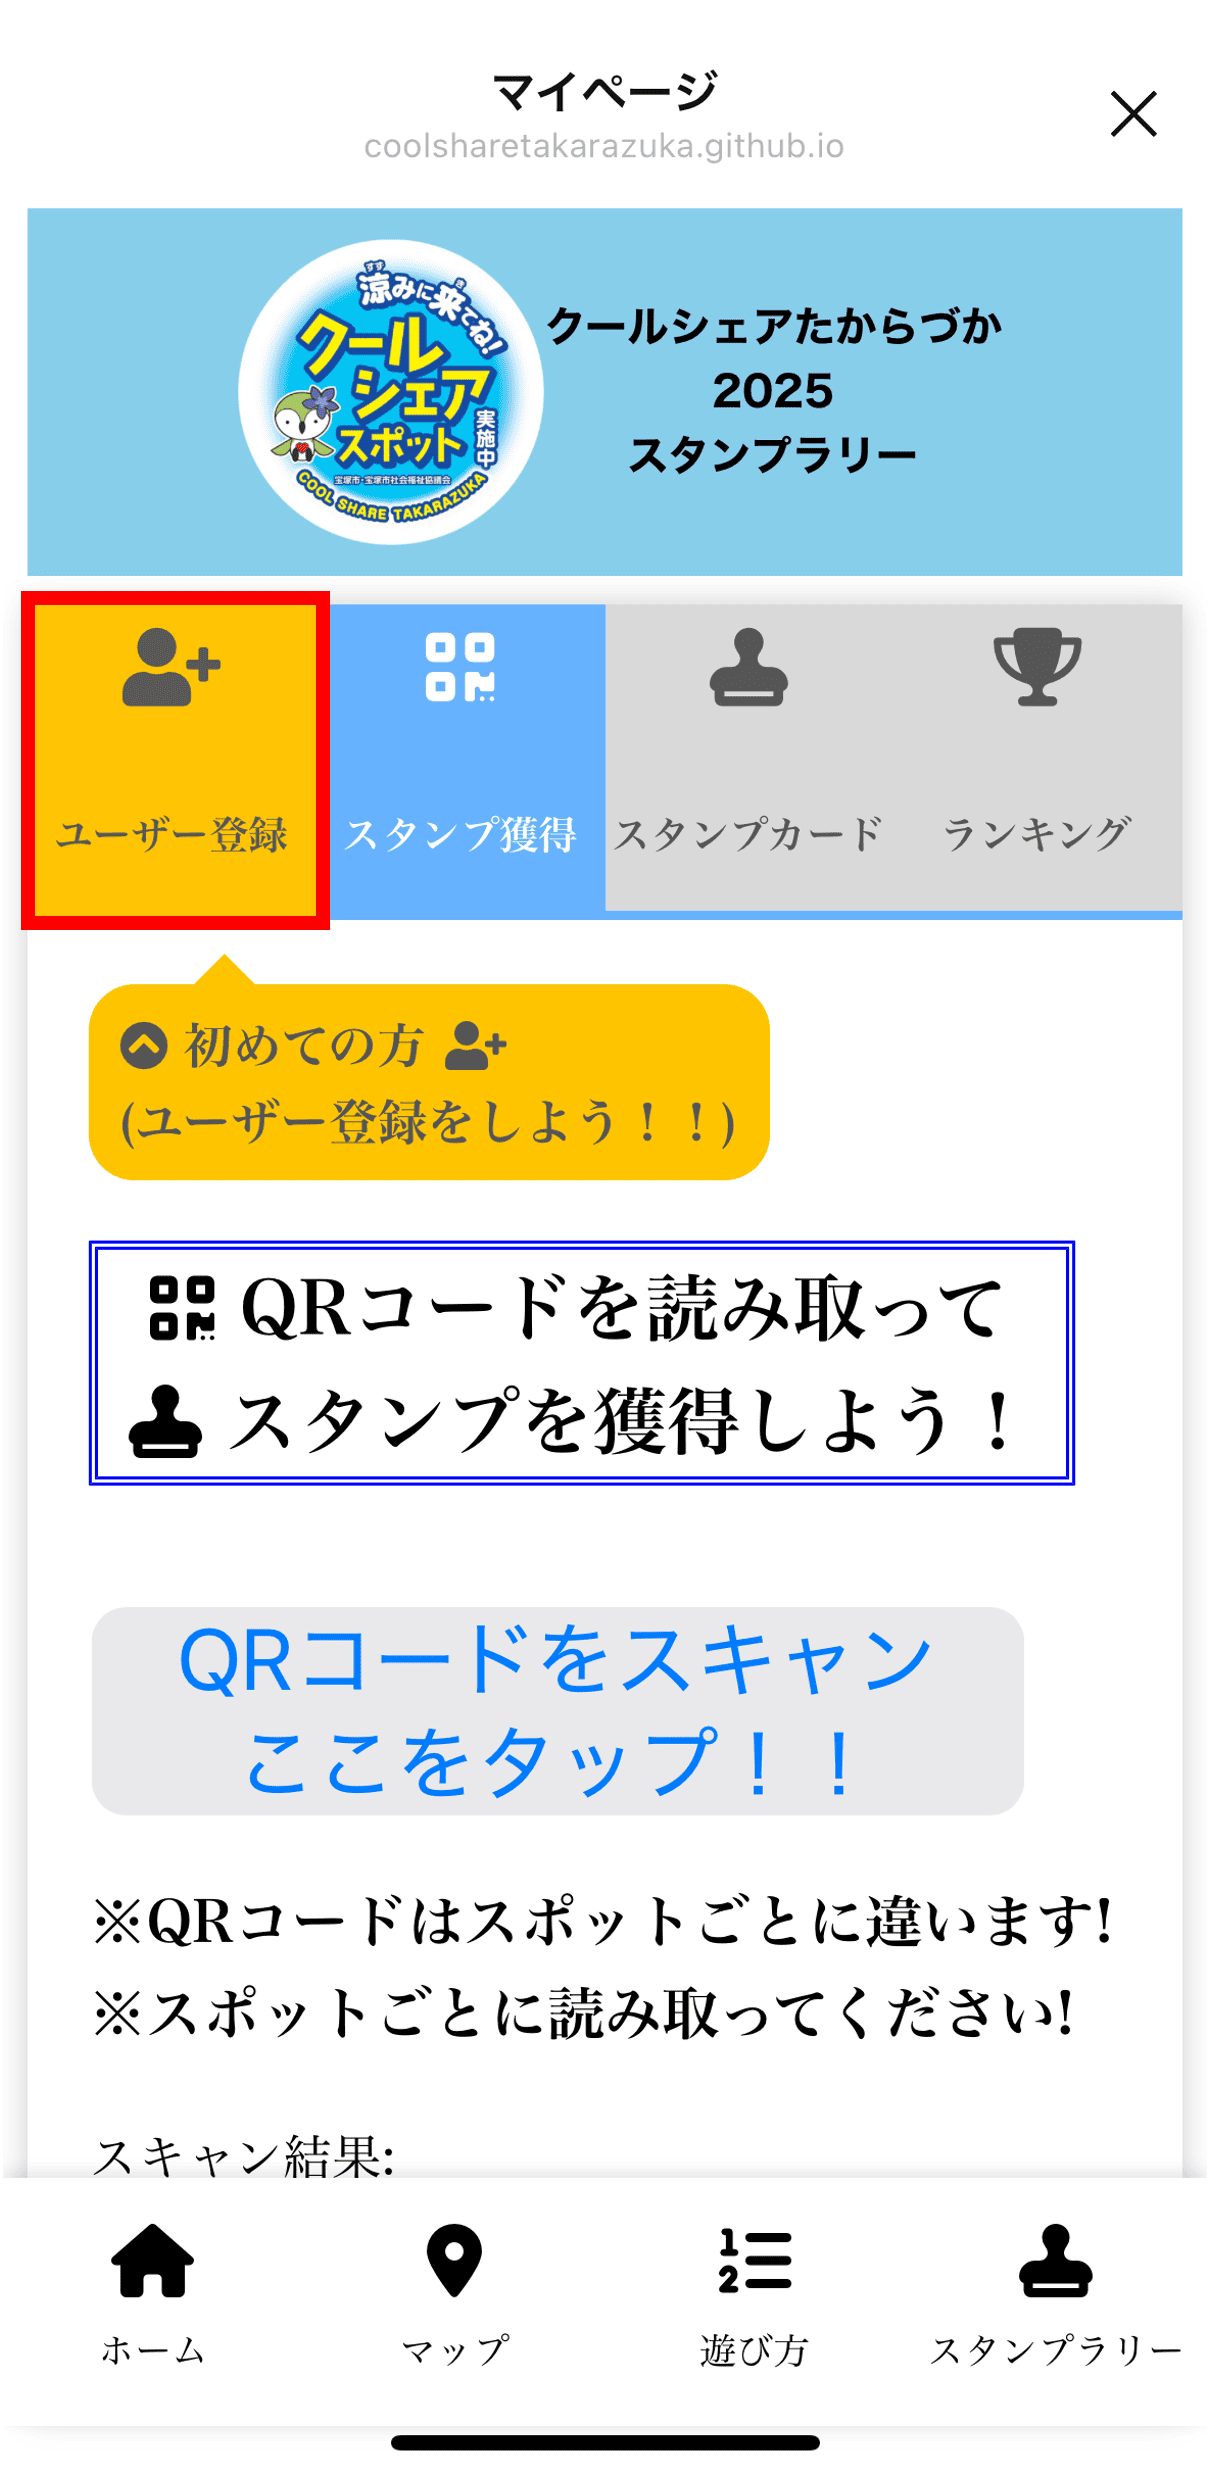 マイページ
coolsharetakarazuka.github.io
涼みに来てね!
すず
き
クール
シェア
スポット
実施中
宝塚市・宝塚市社会福祉協議会
COOL SHARE TAKARAZUKA
クールシェアたからづか
2025
スタンプラリー
ユーザー登録
スタンプ獲得
スタンプカード
ランキング
初めての方
(ユーザー登録をしよう！！)
QRコードを読み取って
スタンプを獲得しよう！
QRコードをスキャン
ここをタップ！！
※QRコードはスポットごとに違います!
※スポットごとに読み取ってください!
スキャン結果:
ホーム
マップ
遊び方
スタンプラリー